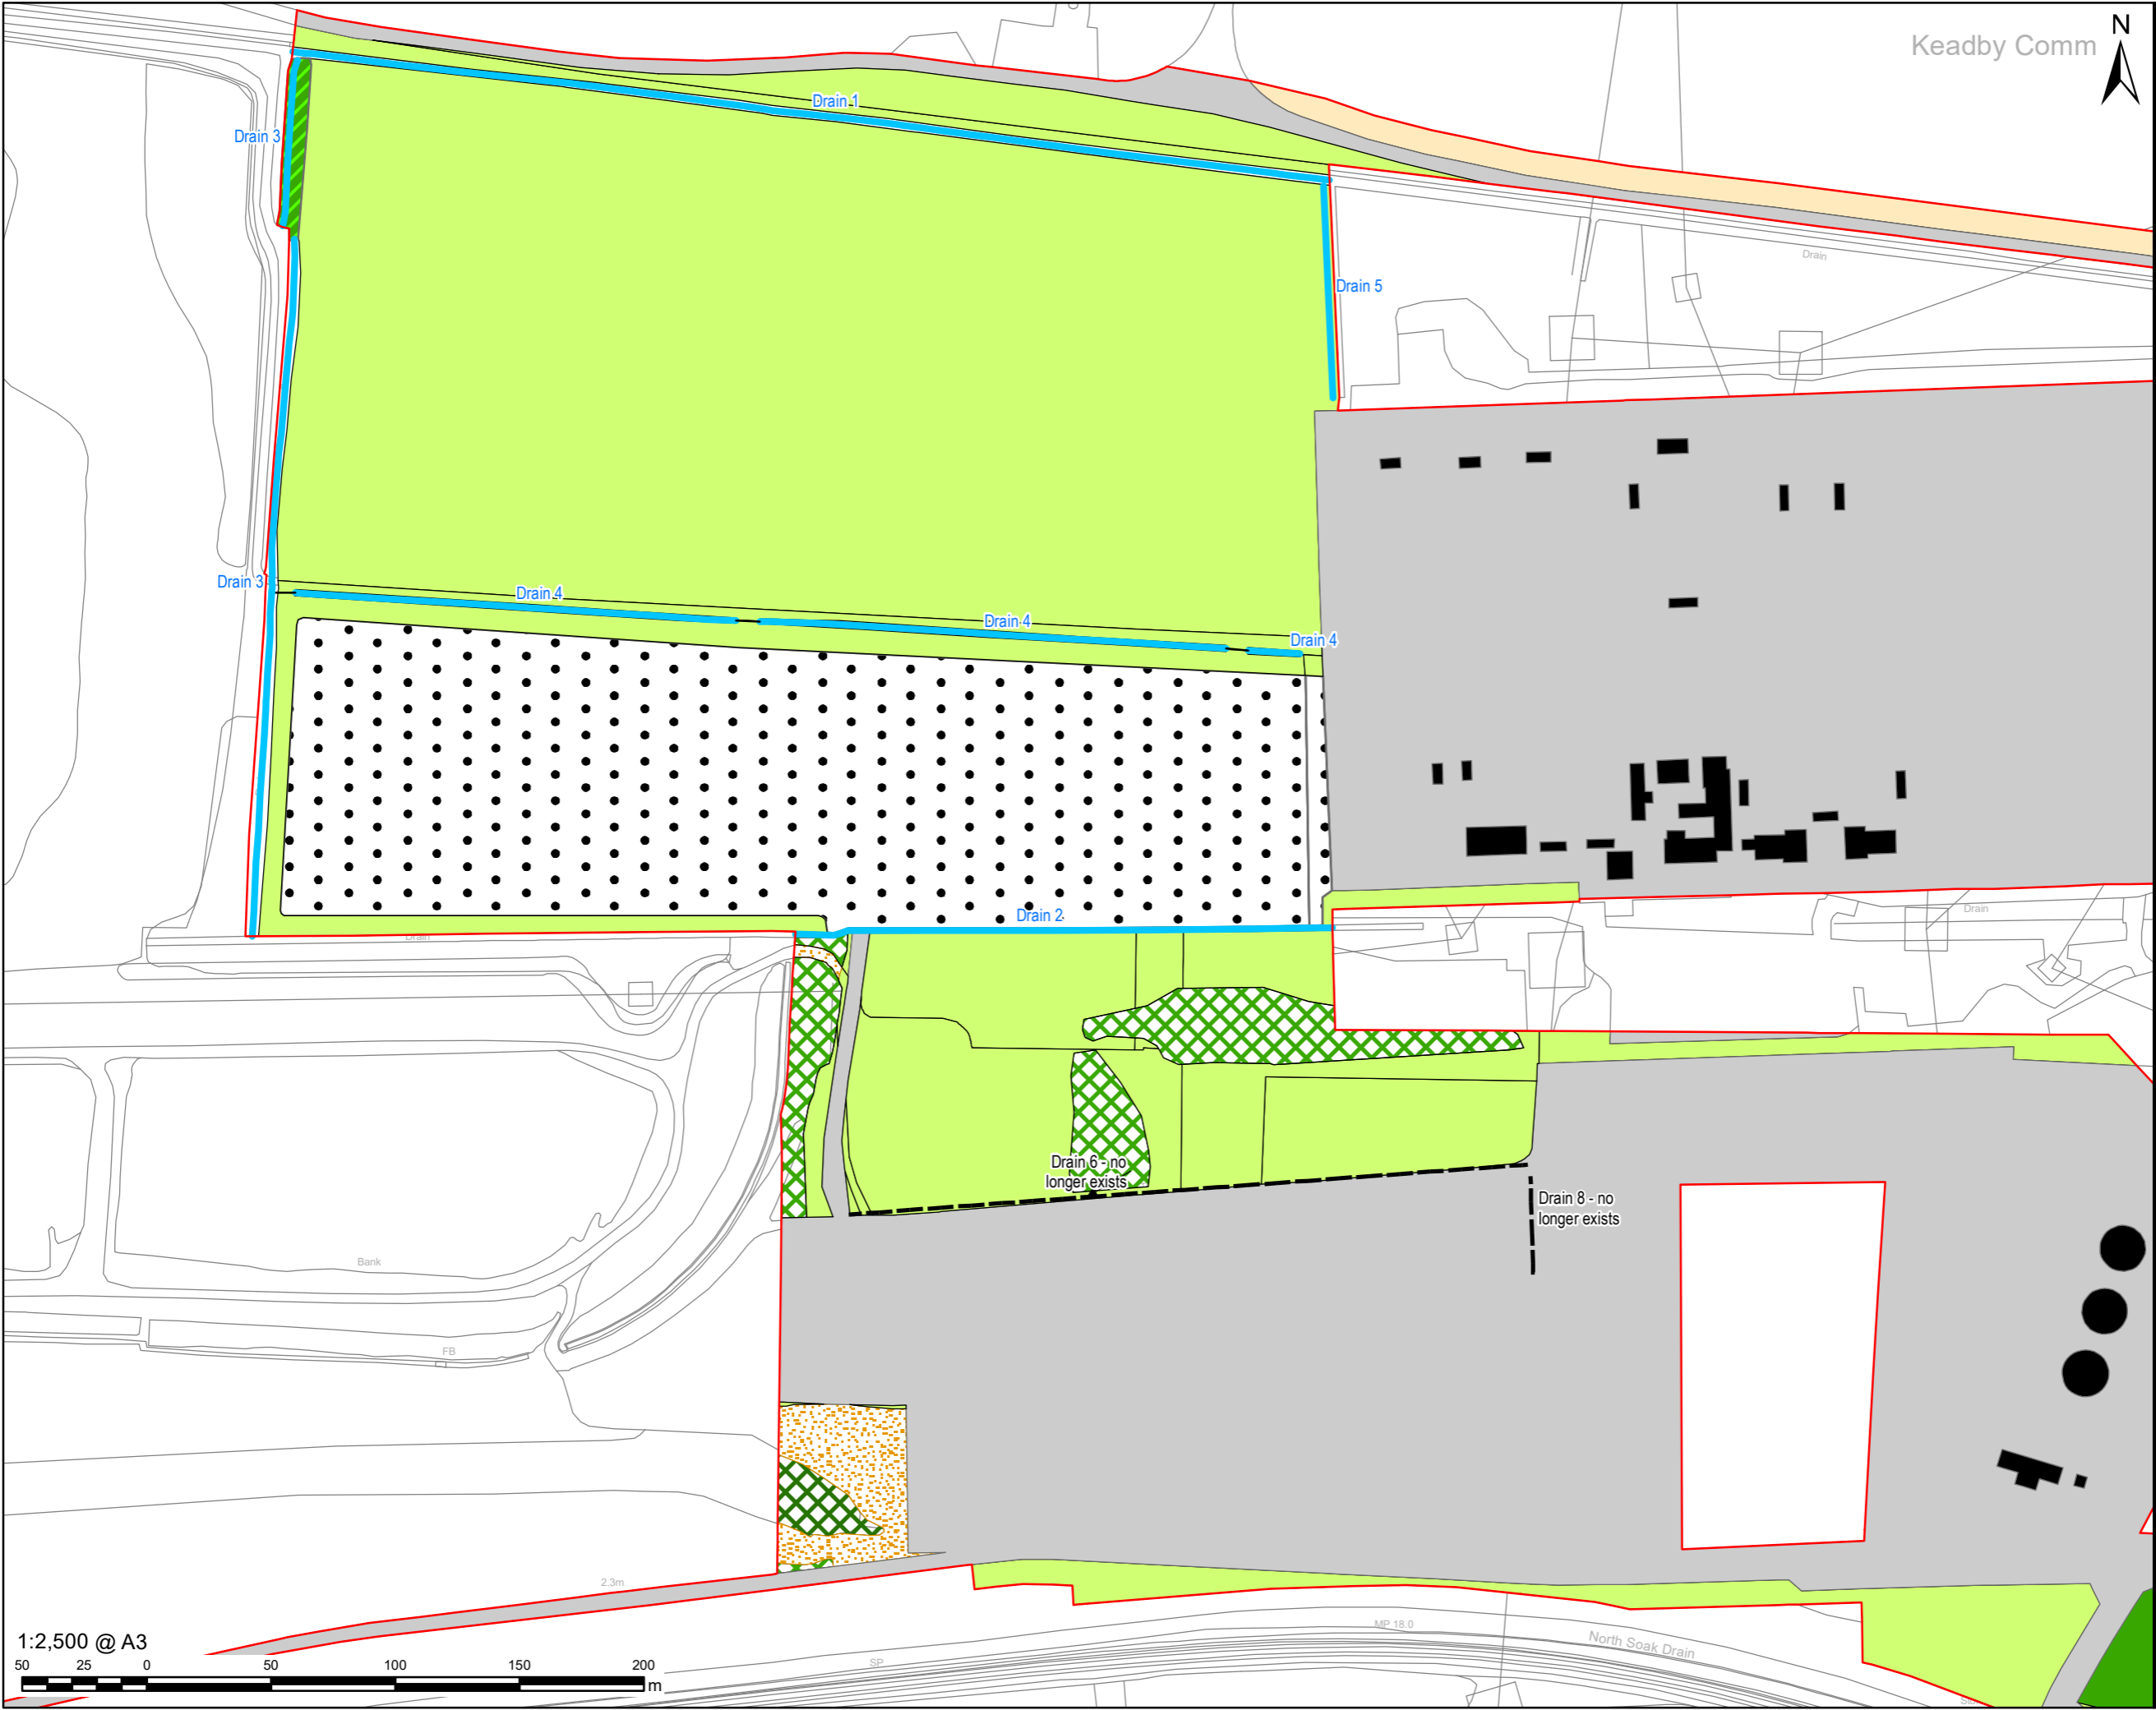 Keadby Comm
N
Drain 1
Drain 3
Drain
Drain 5
Drain 3
Drain 4
Drain 4
Drain 4
Drain 2
Drain
Drain
Drain 6 - no
longer exists
Drain 8 - no
longer exists
Bank
FB
2.3m
MP 18.0
North Soak Drain
SP
1:2,500 @ A3
50 25 0 50 100 150 200
m